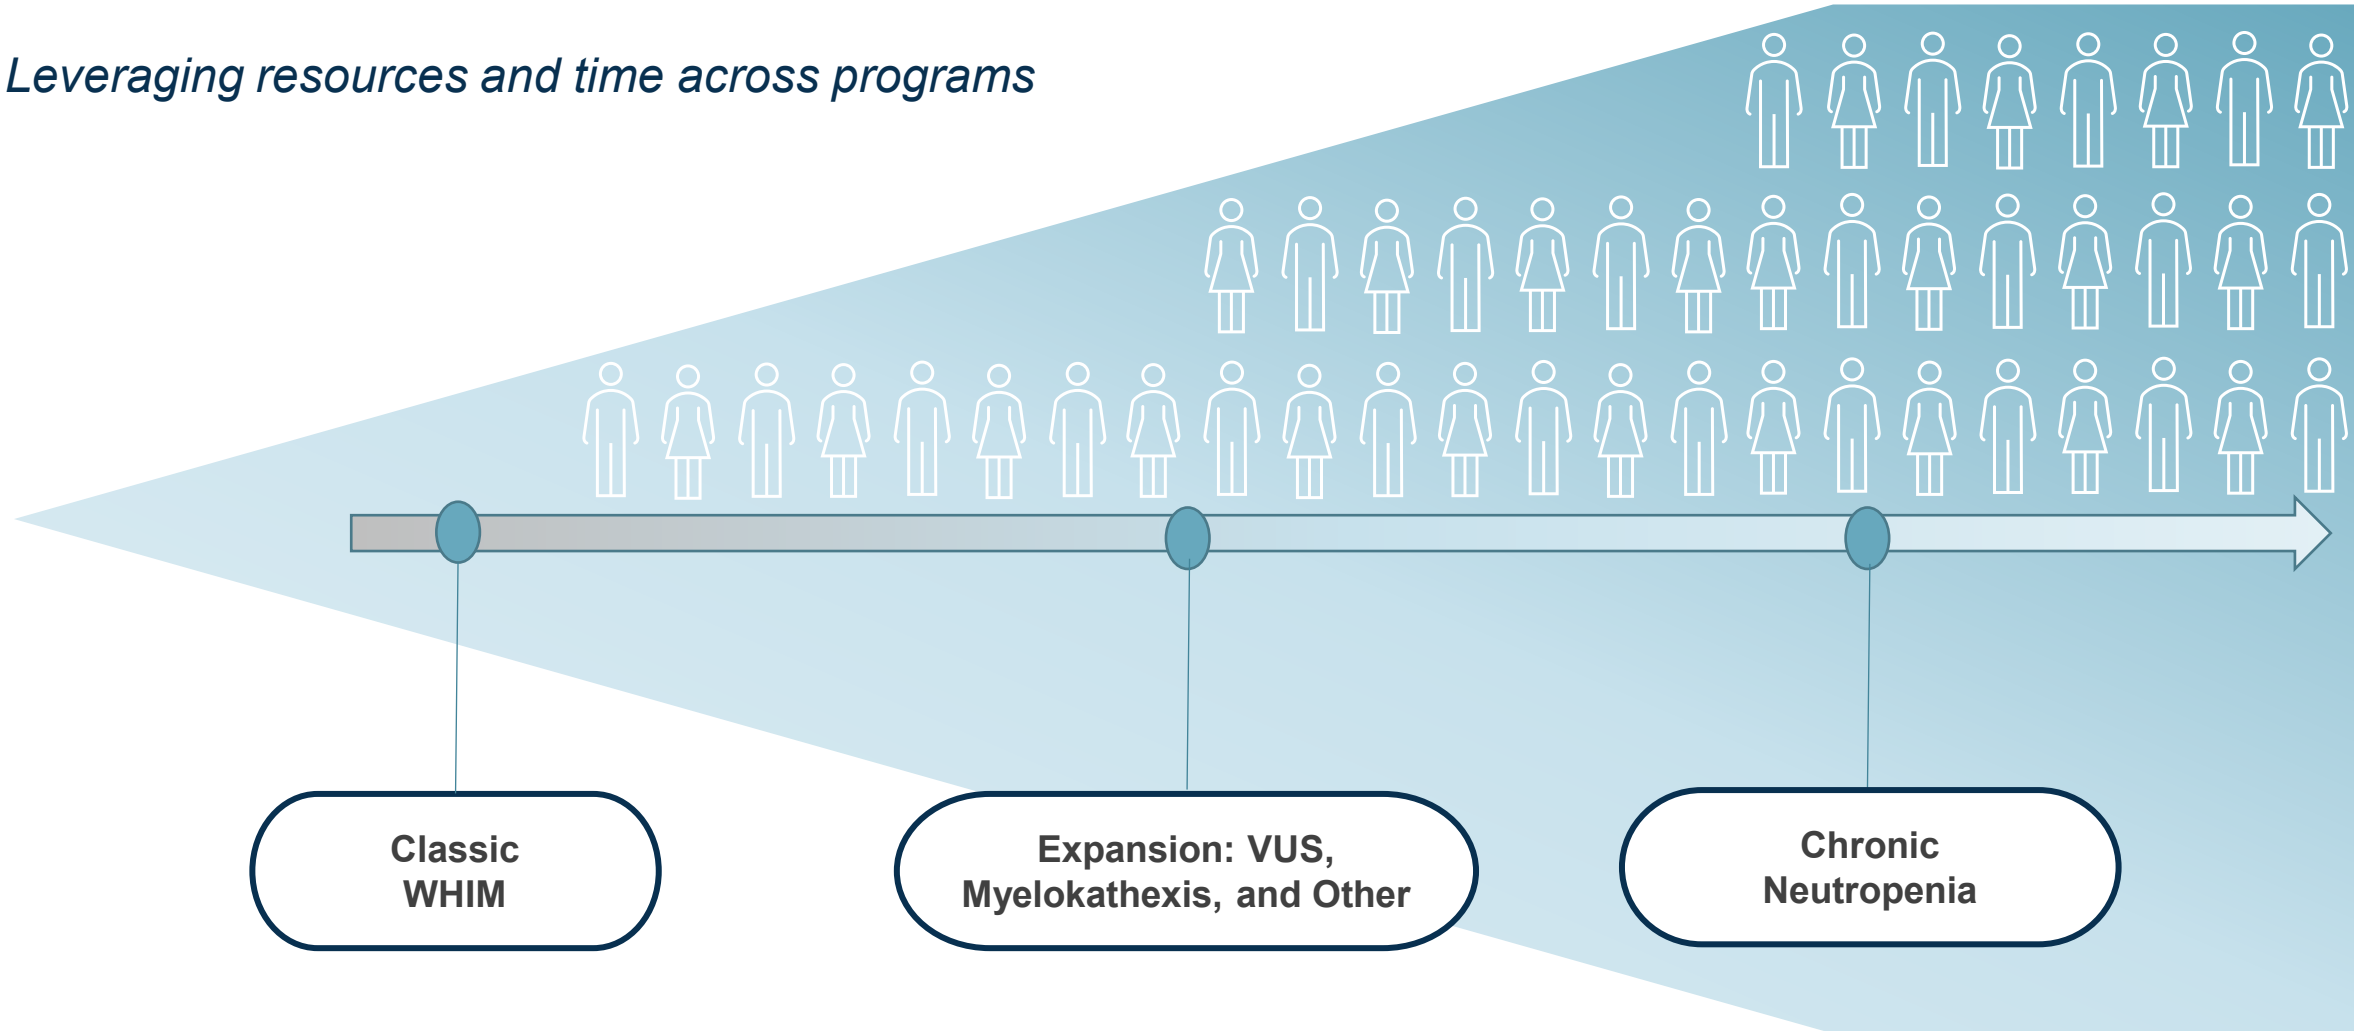 Leveraging resources and time across programs
Classic
WHIM
Expansion: VUS,
Myelokathexis, and Other
Chronic
Neutropenia